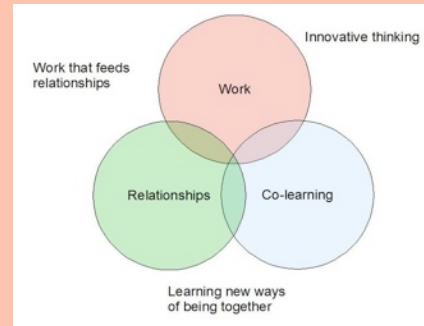 Innovative thinking
Work that feeds
relationships
Work
Relationships
Co-learning
Learning new ways
of being together